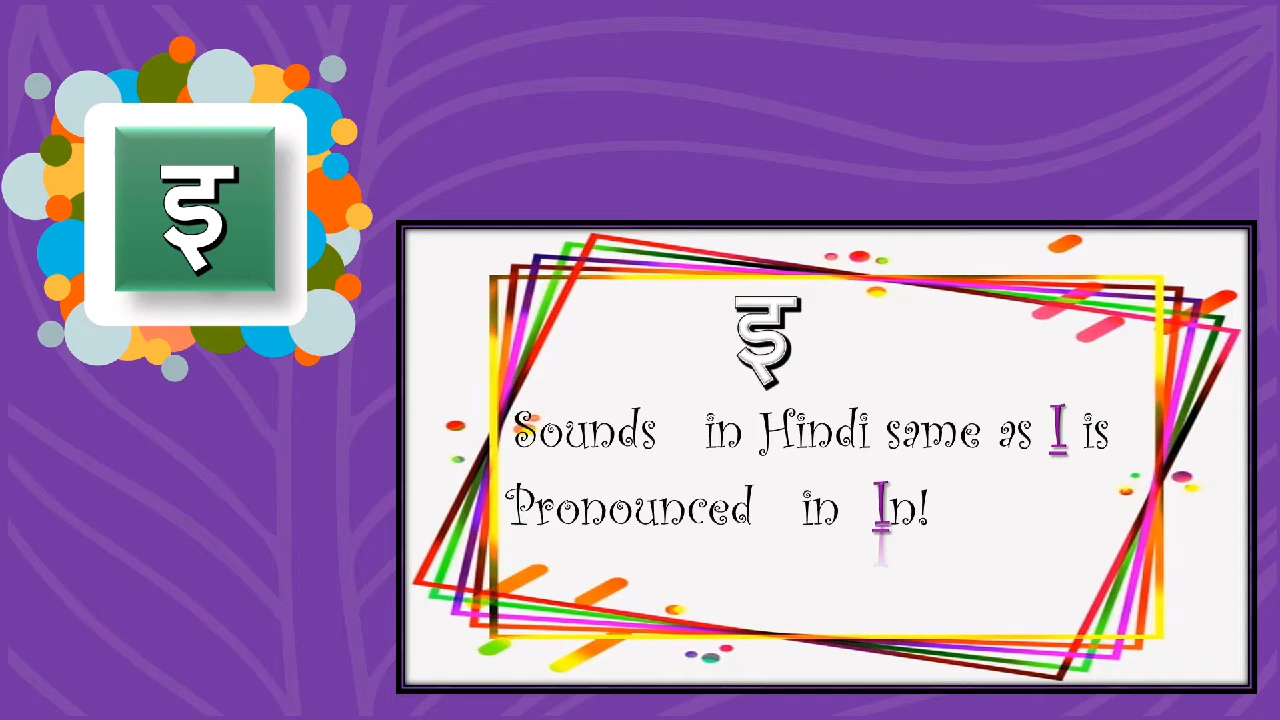 इ
इ
Sounds in Hindi same as I is
Pronounced in In!